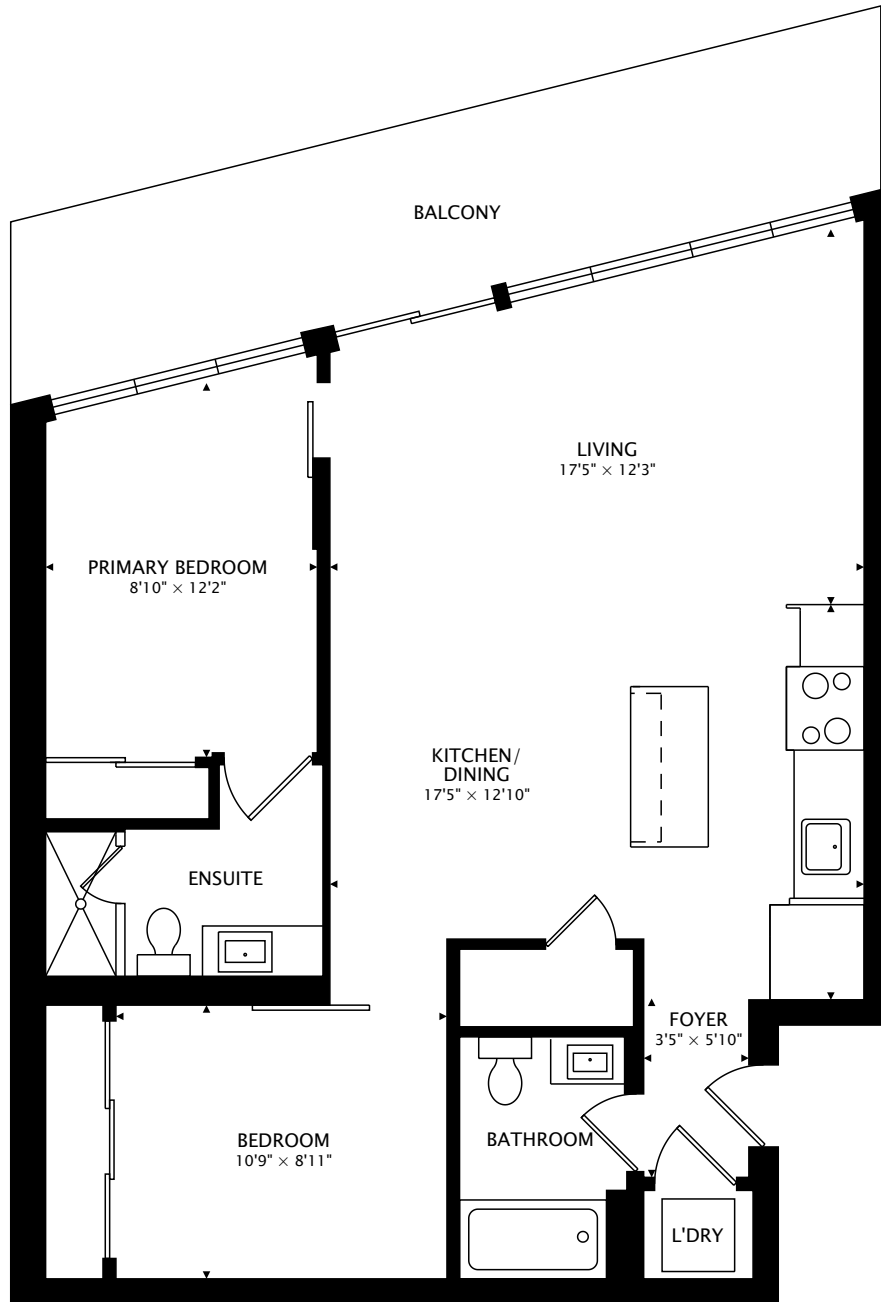 BALCONY
LIVING
17'5" × 12'3"
PRIMARY BEDROOM
8'10" × 12'2"
KITCHEN/
DINING
17'5" × 12'10"
ENSUITE
FOYER
3'5" × 5'10"
BEDROOM
10'9" × 8'11"
BATHROOM
L'DRY